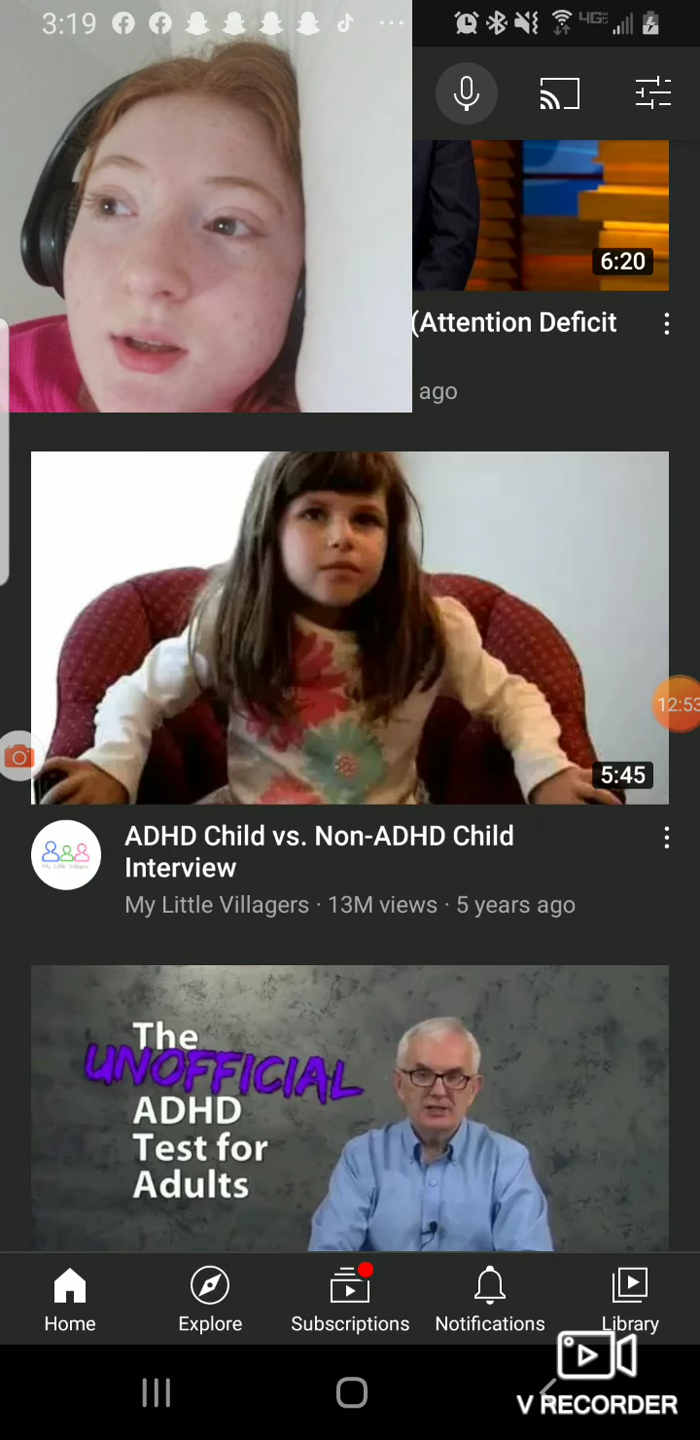 3:19
4GE
6:20
(Attention Deficit
ago
12:53
5:45
ADHD Child vs. Non-ADHD Child
Interview
My Little Villagers · 13M views · 5 years ago
The
UNOFFICIAL
ADHD
Test for
Adults
Home
Explore
Subscriptions
Notifications
Library
V RECORDER